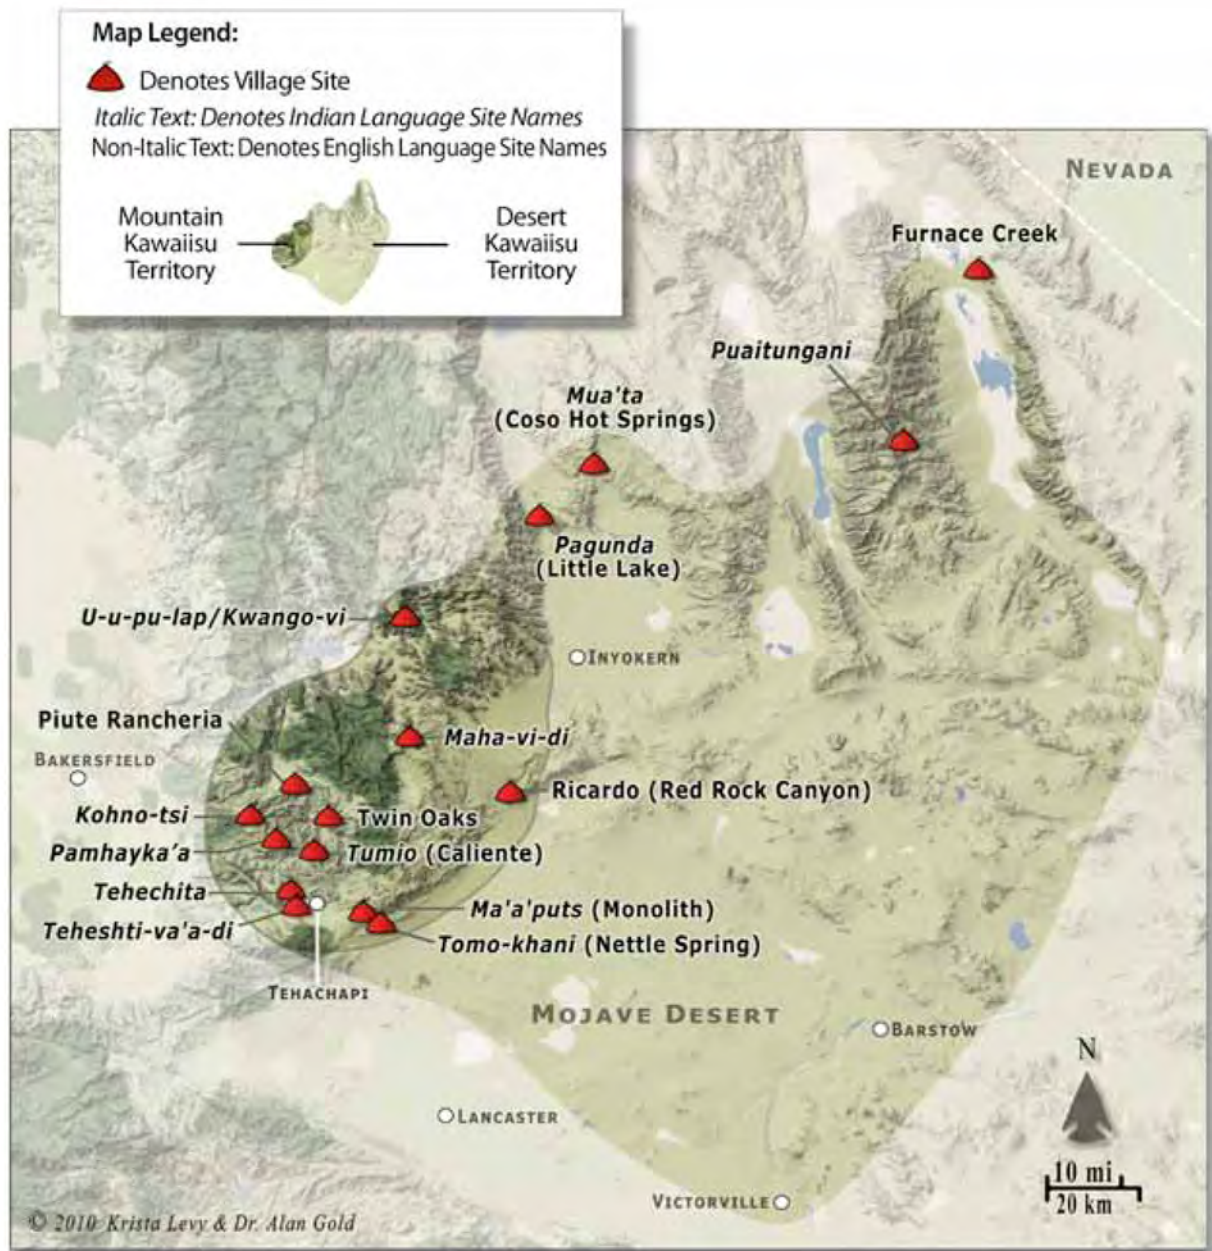 Map Legend:
Denotes Village Site
Italic Text: Denotes Indian Language Site Names
Non-Italic Text: Denotes English Language Site Names
Mountain
Kawaiisu
Territory
Desert
Kawaiisu
Territory
NEVADA
Furnace Creek
Puaitungani
Mua'ta
(Coso Hot Springs)
Pagunda
(Little Lake)
U-u-pu-lap/Kwango-vi
INYOKERN
Piute Rancheria
Maha-vi-di
BAKERSFIELD
Ricardo (Red Rock Canyon)
Kohno-tsi
Twin Oaks
Pamhayka'a
Tumio (Caliente)
Tehechita
Ma'a'puts (Monolith)
Teheshti-va'a-di
Tomo-khani (Nettle Spring)
TEHACHAPI
MOJAVE DESERT
BARSTOW
N
LANCASTER
10 mi
20 km
VICTORVILLE
© 2010 Krista Levy & Dr. Alan Gold